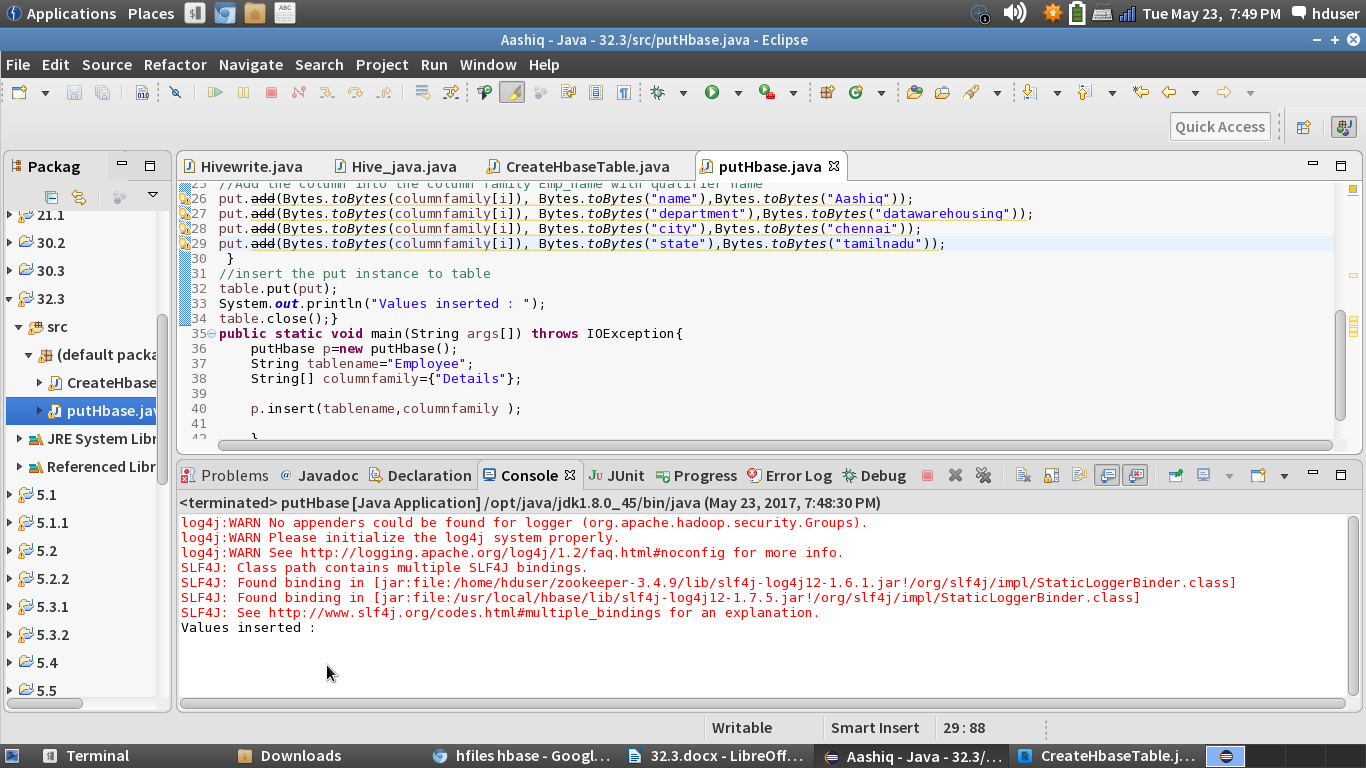 Applications Places Tue May 23, 7:49 PM hduser
Aashiq - Java - 32.3/src/putHbase.java - Eclipse
File Edit Source Refactor Navigate Search Project Run Window Help
Quick Access
Packag
Hivewrite.java Hive_java.java CreateHbaseTable.java putHbase.java
21.1
30.2
30.3
32.3
src
(default packa
CreateHbase
putHbase.jav
JRE System Libr
Referenced Libr
5.1
5.1.1
5.2
5.2.2
5.3.1
5.3.2
5.4
5.5
25 //Add the column into the column family Emp_name with qualifier name
26 put.add(Bytes.toBytes(columnfamily[i]), Bytes.toBytes("name"),Bytes.toBytes("Aashiq"));
27 put.add(Bytes.toBytes(columnfamily[i]), Bytes.toBytes("department"),Bytes.toBytes("datawarehousing"));
28 put.add(Bytes.toBytes(columnfamily[i]), Bytes.toBytes("city"),Bytes.toBytes("chennai"));
29 put.add(Bytes.toBytes(columnfamily[i]), Bytes.toBytes("state"),Bytes.toBytes("tamilnadu"));
30 }
31 //insert the put instance to table
32 table.put(put);
33 System.out.println("Values inserted : ");
34 table.close();}
35 public static void main(String args[]) throws IOException{
36 putHbase p=new putHbase();
37 String tablename="Employee";
38 String[] columnfamily={"Details"};
39
40 p.insert(tablename,columnfamily );
41
42 }
Problems @ Javadoc Declaration Console JUnit Progress Error Log Debug
<terminated> putHbase [Java Application] /opt/java/jdk1.8.0_45/bin/java (May 23, 2017, 7:48:30 PM)
log4j:WARN No appenders could be found for logger (org.apache.hadoop.security.Groups).
log4j:WARN Please initialize the log4j system properly.
log4j:WARN See http://logging.apache.org/log4j/1.2/faq.html#noconfig for more info.
SLF4J: Class path contains multiple SLF4J bindings.
SLF4J: Found binding in [jar:file:/home/hduser/zookeeper-3.4.9/lib/slf4j-log4j12-1.6.1.jar!/org/slf4j/impl/StaticLoggerBinder.class]
SLF4J: Found binding in [jar:file:/usr/local/hbase/lib/slf4j-log4j12-1.7.5.jar!/org/slf4j/impl/StaticLoggerBinder.class]
SLF4J: See http://www.slf4j.org/codes.html#multiple_bindings for an explanation.
Values inserted :
Writable Smart Insert 29 : 88
Terminal Downloads hfiles hbase - Googl... 32.3.docx - LibreOff... Aashiq - Java - 32.3/... CreateHbaseTable.j...